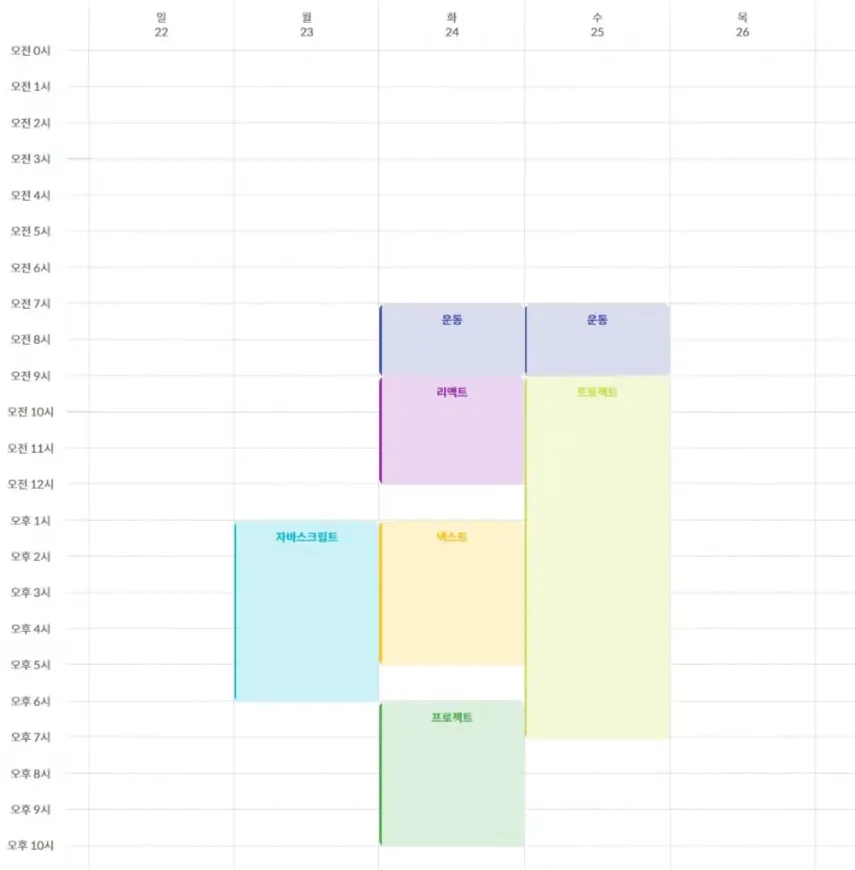 일
22
월
23
화
24
수
25
목
26
오전 0시
오전 1시
오전 2시
오전 3시
오전 4시
오전 5시
오전 6시
오전 7시
오전 8시
오전 9시
오전 10시
오전 11시
오전 12시
오후 1시
오후 2시
오후 3시
오후 4시
오후 5시
오후 6시
오후 7시
오후 8시
오후 9시
오후 10시
운동
운동
리액트
프로젝트
자바스크립트
넥스트
프로젝트